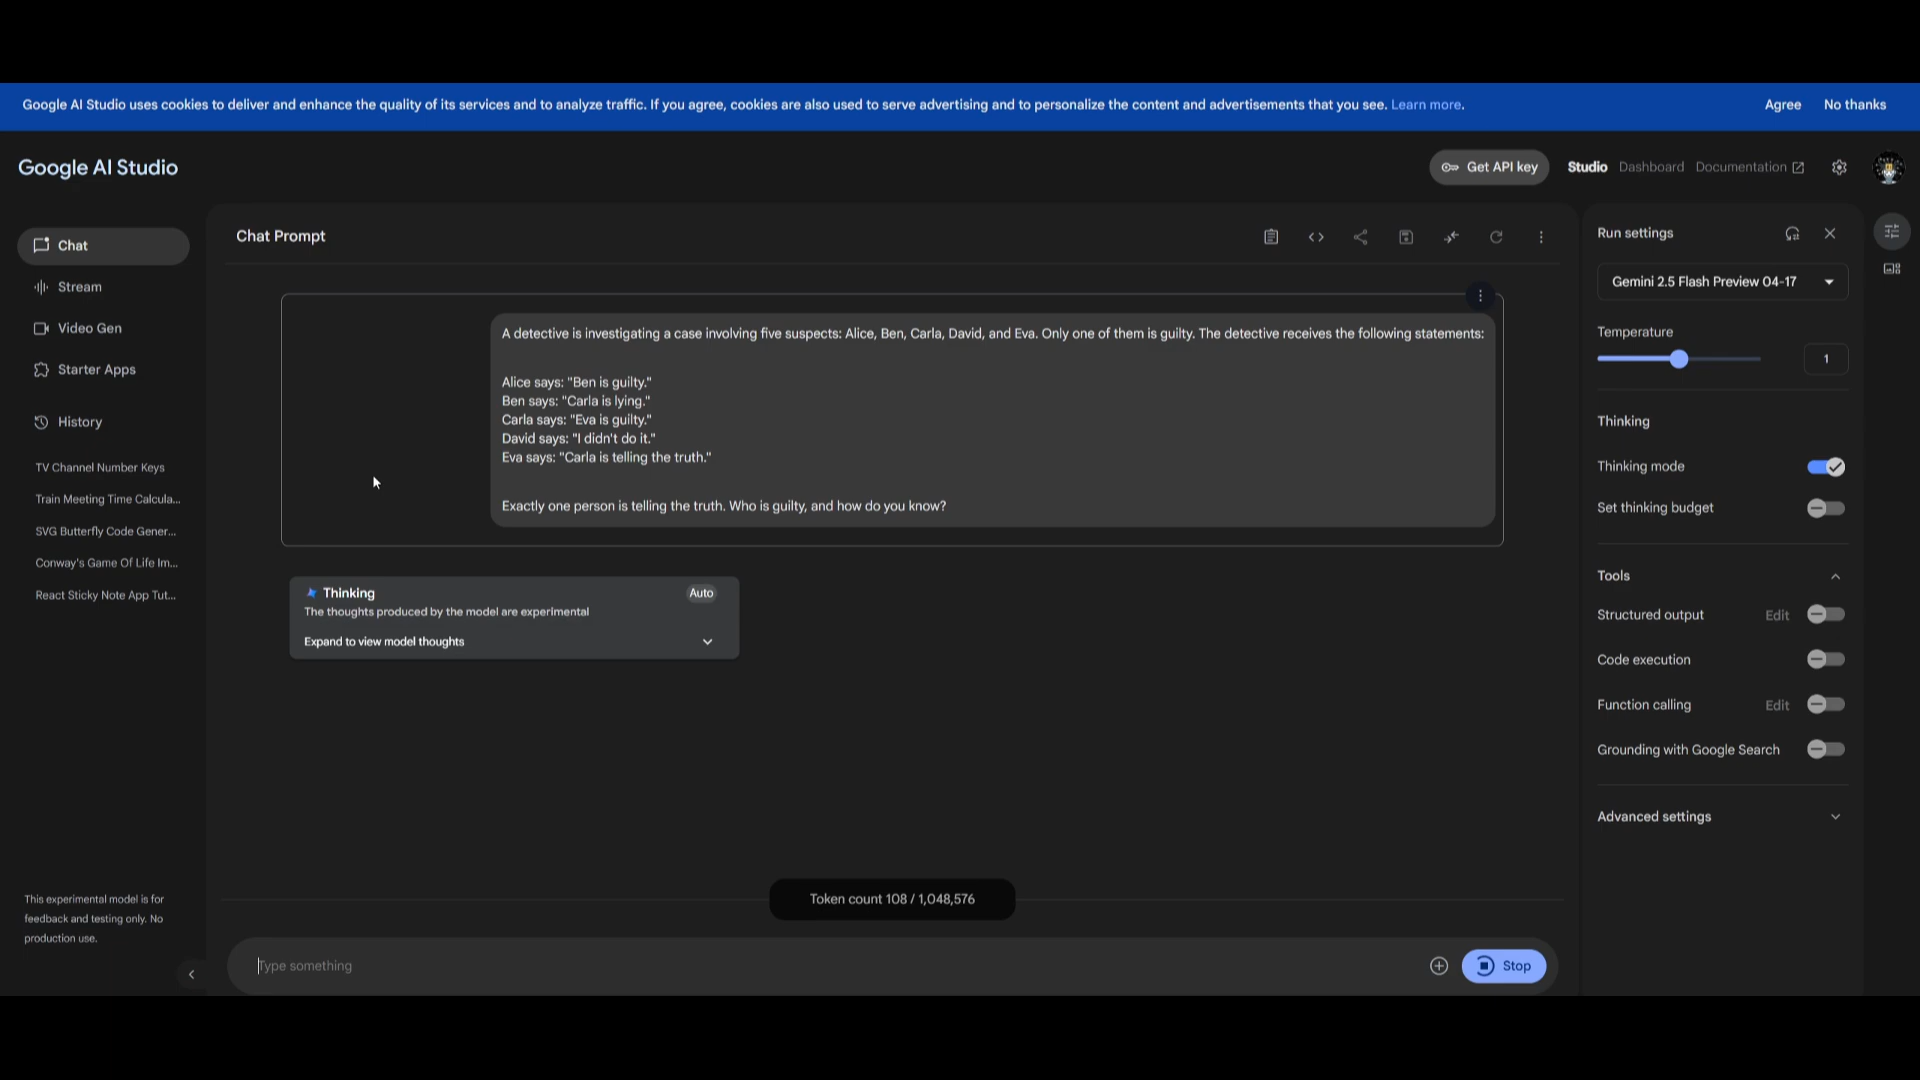 Google AI Studio uses cookies to deliver and enhance the quality of its services and to analyze traffic. If you agree, cookies are also used to serve advertising and to personalize the content and advertisements that you see. Learn more.
Agree
No thanks
Google AI Studio
Get API key
Studio
Dashboard
Documentation
Chat
Stream
Video Gen
Starter Apps
History
TV Channel Number Keys
Train Meeting Time Calcula...
SVG Butterfly Code Gener...
Conway's Game Of Life Im...
React Sticky Note App Tut...
This experimental model is for
feedback and testing only. No
production use.
Chat Prompt
A detective is investigating a case involving five suspects: Alice, Ben, Carla, David, and Eva. Only one of them is guilty. The detective receives the following statements:
Alice says: "Ben is guilty."
Ben says: "Carla is lying."
Carla says: "Eva is guilty."
David says: "I didn't do it."
Eva says: "Carla is telling the truth."
Exactly one person is telling the truth. Who is guilty, and how do you know?
Thinking
Auto
The thoughts produced by the model are experimental
Expand to view model thoughts
Token count 108 / 1,048,576
Type something
Stop
Run settings
Gemini 2.5 Flash Preview 04-17
Temperature
1
Thinking
Thinking mode
Set thinking budget
Tools
Structured output
Edit
Code execution
Function calling
Edit
Grounding with Google Search
Advanced settings